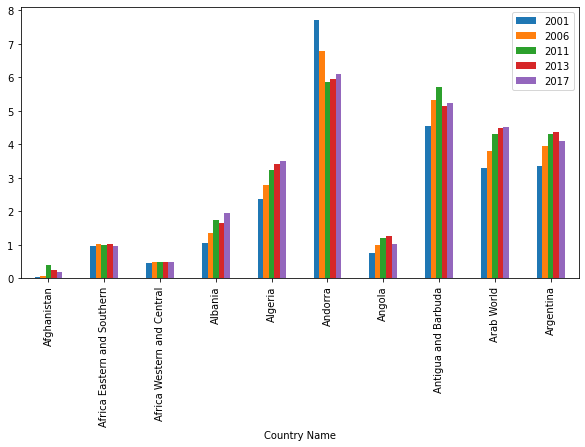 8
7
6
5
4
3
2
1
0
2001
2006
2011
2013
2017
Afghanistan
Africa Eastern and Southern
Africa Western and Central
Albania
Algeria
Andorra
Angola
Antigua and Barbuda
Arab World
Argentina
Country Name